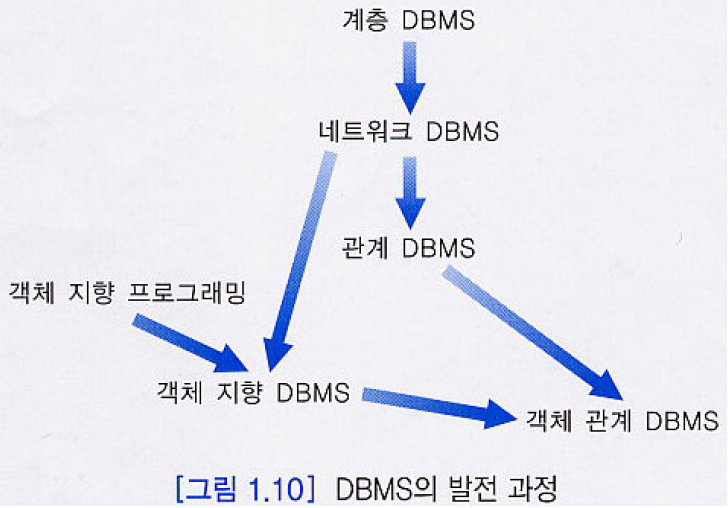 계층 DBMS
네트워크 DBMS
관계 DBMS
객체 지향 프로그래밍
객체 지향 DBMS
객체 관계 DBMS
[그림 1.10] DBMS의 발전 과정